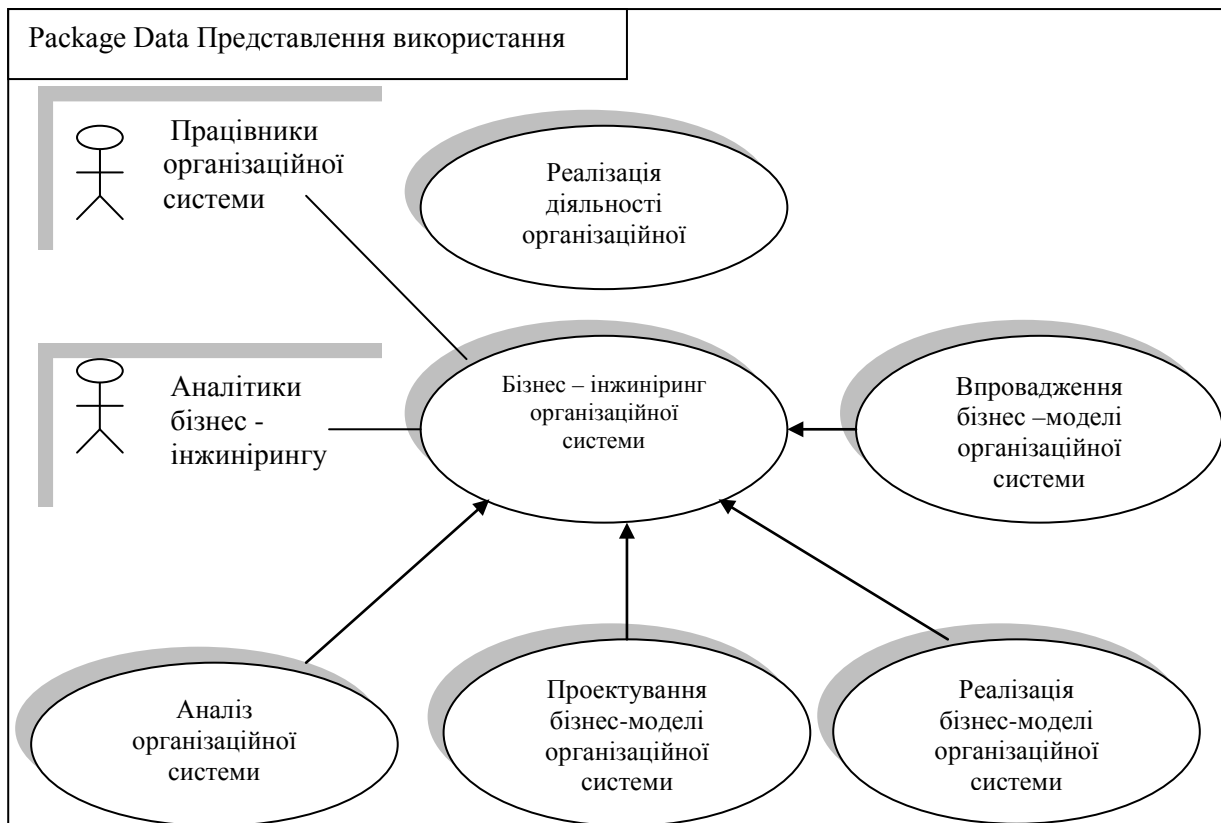 Package Data Представлення використання
Працівники
організаційної
системи
Реалізація
діяльності
організаційної
Аналітики
бізнес -
інжинірингу
Бізнес – інжиніринг
організаційної
системи
Впровадження
бізнес –моделі
організаційної
системи
Аналіз
організаційної
системи
Проектування
бізнес-моделі
організаційної
системи
Реалізація
бізнес-моделі
організаційної
системи